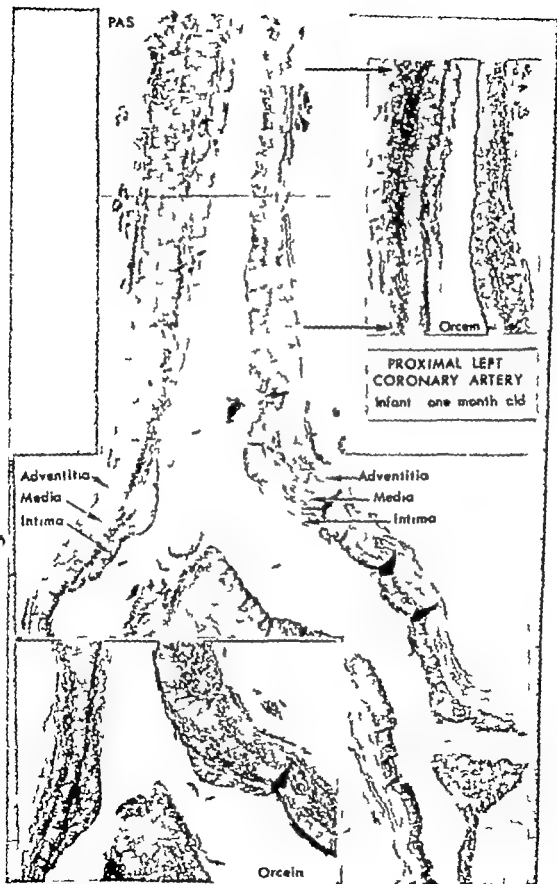 PAS
Orcein
PROXIMAL LEFT
CORONARY ARTERY
Infant one month old
Adventitia
Media
Intima
Adventitia
Media
Intima
Orcein